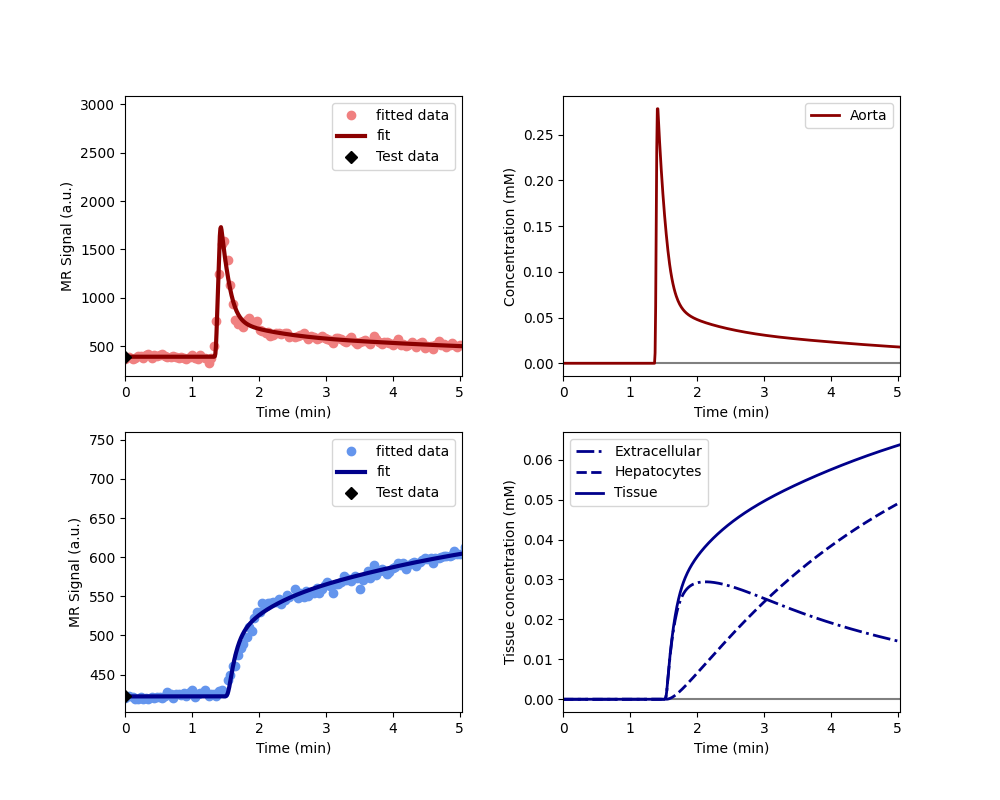 MR Signal (a.u.)
3000
2500
2000
1500
1000
500
fitted data
fit
Test data
0 1 2 3 4 5
Time (min)
Concentration (mM)
0.25
0.20
0.15
0.10
0.05
0.00
Aorta
0 1 2 3 4 5
Time (min)
MR Signal (a.u.)
750
700
650
600
550
500
450
fitted data
fit
Test data
0 1 2 3 4 5
Time (min)
Tissue concentration (mM)
0.06
0.05
0.04
0.03
0.02
0.01
0.00
Extracellular
Hepatocytes
Tissue
0 1 2 3 4 5
Time (min)